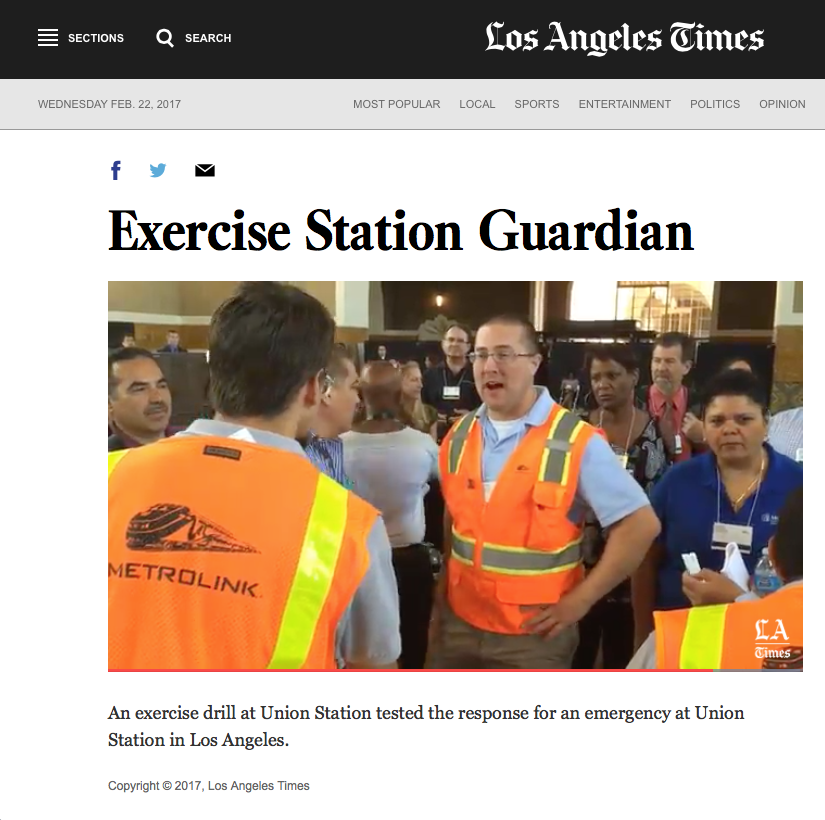 SECTIONS
SEARCH
Los Angeles Times
WEDNESDAY FEB. 22, 2017
MOST POPULAR
LOCAL
SPORTS
ENTERTAINMENT
POLITICS
OPINION
Exercise Station Guardian
METROLINK
LA
Times
An exercise drill at Union Station tested the response for an emergency at Union
Station in Los Angeles.
Copyright © 2017, Los Angeles Times